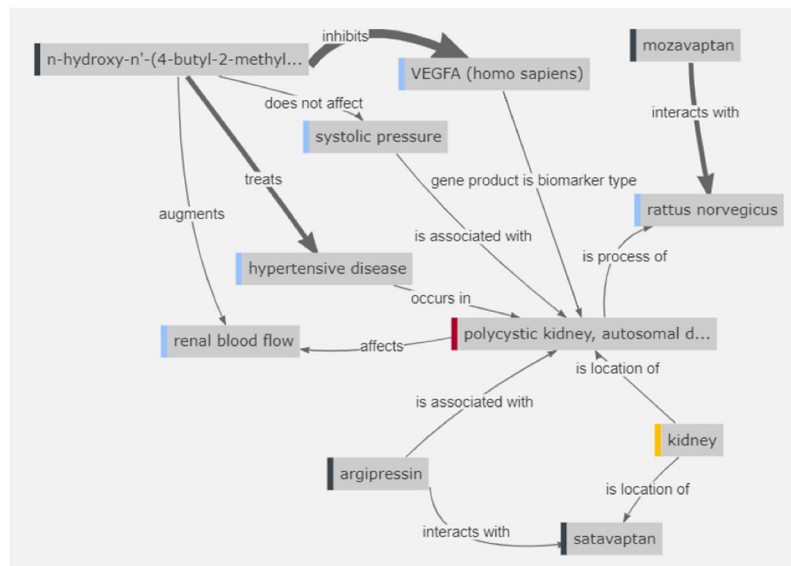 inhibits
mozavaptan
n-hydroxy-n'-(4-butyl-2-methyl...
VEGFA (homo sapiens)
does not affect
interacts with
systolic pressure
treats
gene product is biomarker type
augments
rattus norvegicus
is associated with
is process of
hypertensive disease
occurs in
renal blood flow
affects
polycystic kidney, autosomal d...
is location of
is associated with
kidney
argipressin
is location of
interacts with
satavaptan